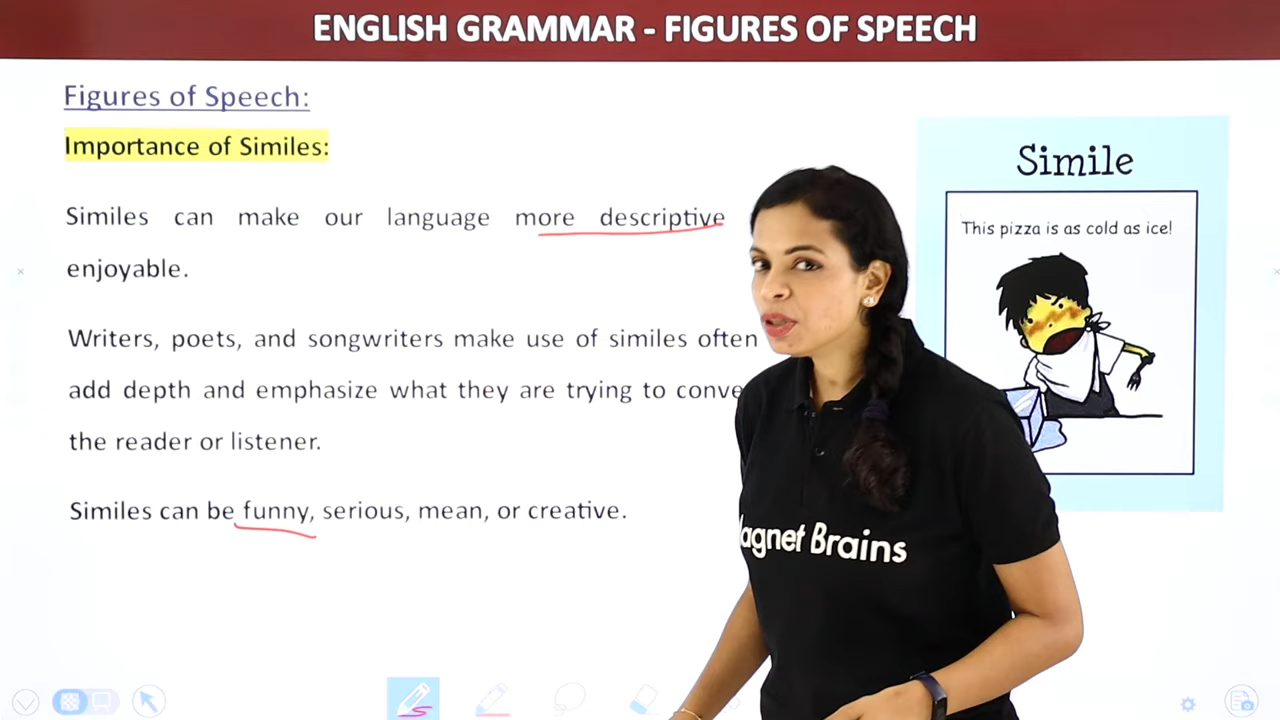 ENGLISH GRAMMAR - FIGURES OF SPEECH
Figures of Speech:
Importance of Similes:
Similes can make our language more descriptive
enjoyable.
Writers, poets, and songwriters make use of similes often
add depth and emphasize what they are trying to
the reader or listener.
Similes can be funny, serious, mean, or creative.
Simile
This pizza is as cold as ice!
Brains